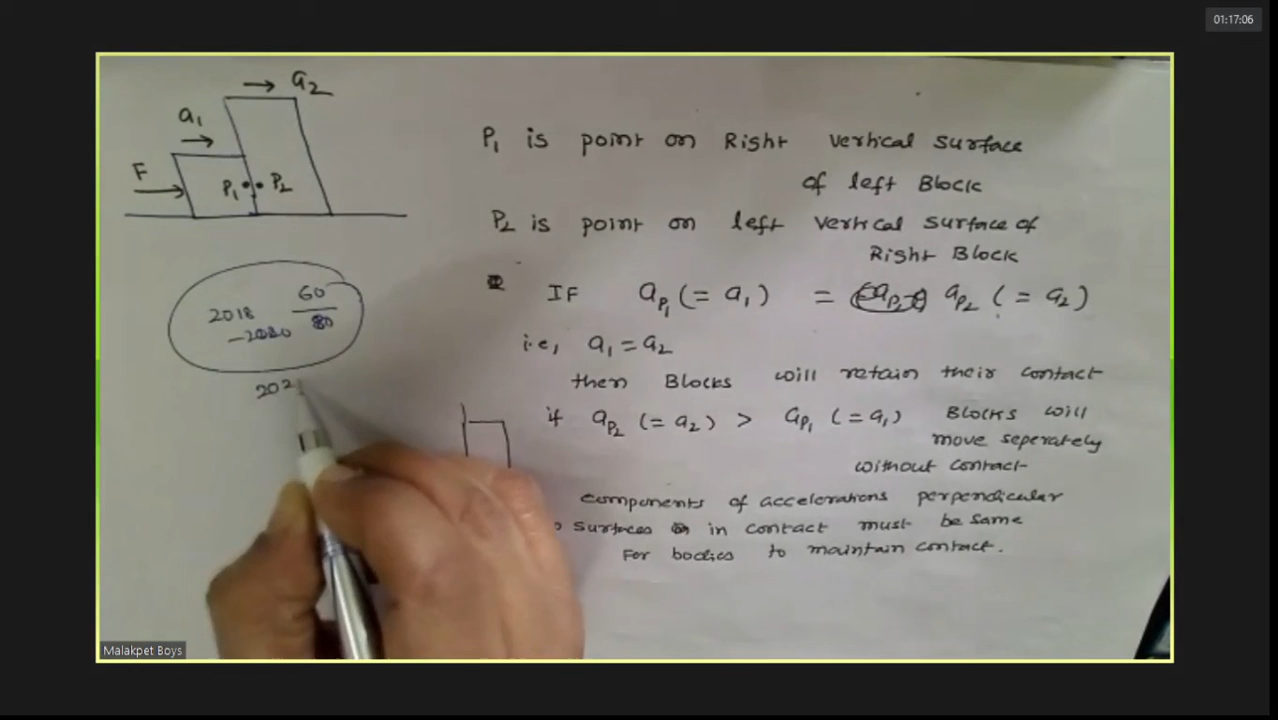 01:17:06
a₂
a₁
F
P₁ P₂
P₁ is point on Right vertical surface
of left Block
P₂ is point on left vertical surface of
Right Block
IF aP₁ (= a₁) = aP₂ (= a₂)
i.e, a₁ = a₂
then Blocks will retain their contact
if aP₂ (= a₂) > aP₁ (= a₁) Blocks will
move seperately
without contact
components of accelerations perpendicular
surfaces in contact must be same
For bodies to maintain contact.
2018 60
80
202
Malakpet Boys